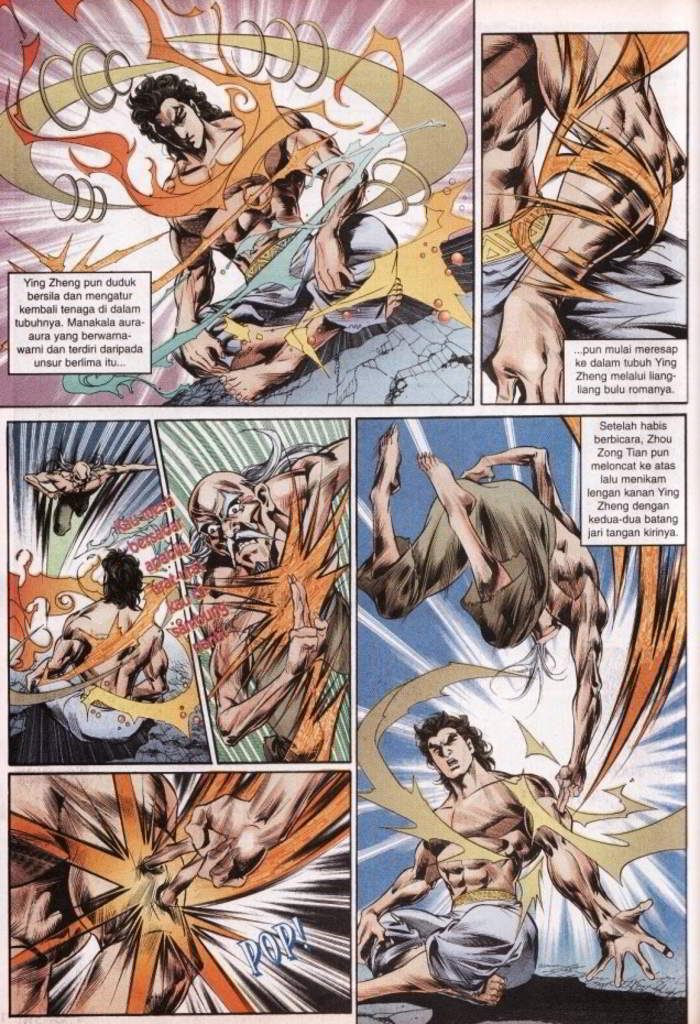 Ying Zheng pun duduk
bersila dan mengatur
kembali tenaga di dalam
tubuhnya. Manakala aura-
aura yang berwarna-
warni dan terdiri daripada
unsur berlima itu...
...pun mulai meresap
ke dalam tubuh Ying
Zheng melalui liang-
liang bulu romanya.
bersabar
apabila
Setelah habis
berbicara, Zhou
Zong Tian pun
meloncat ke atas
lalu menikam
lengan kanan Ying
Zheng dengan
kedua-dua batang
jari tangan kirinya.
POP!